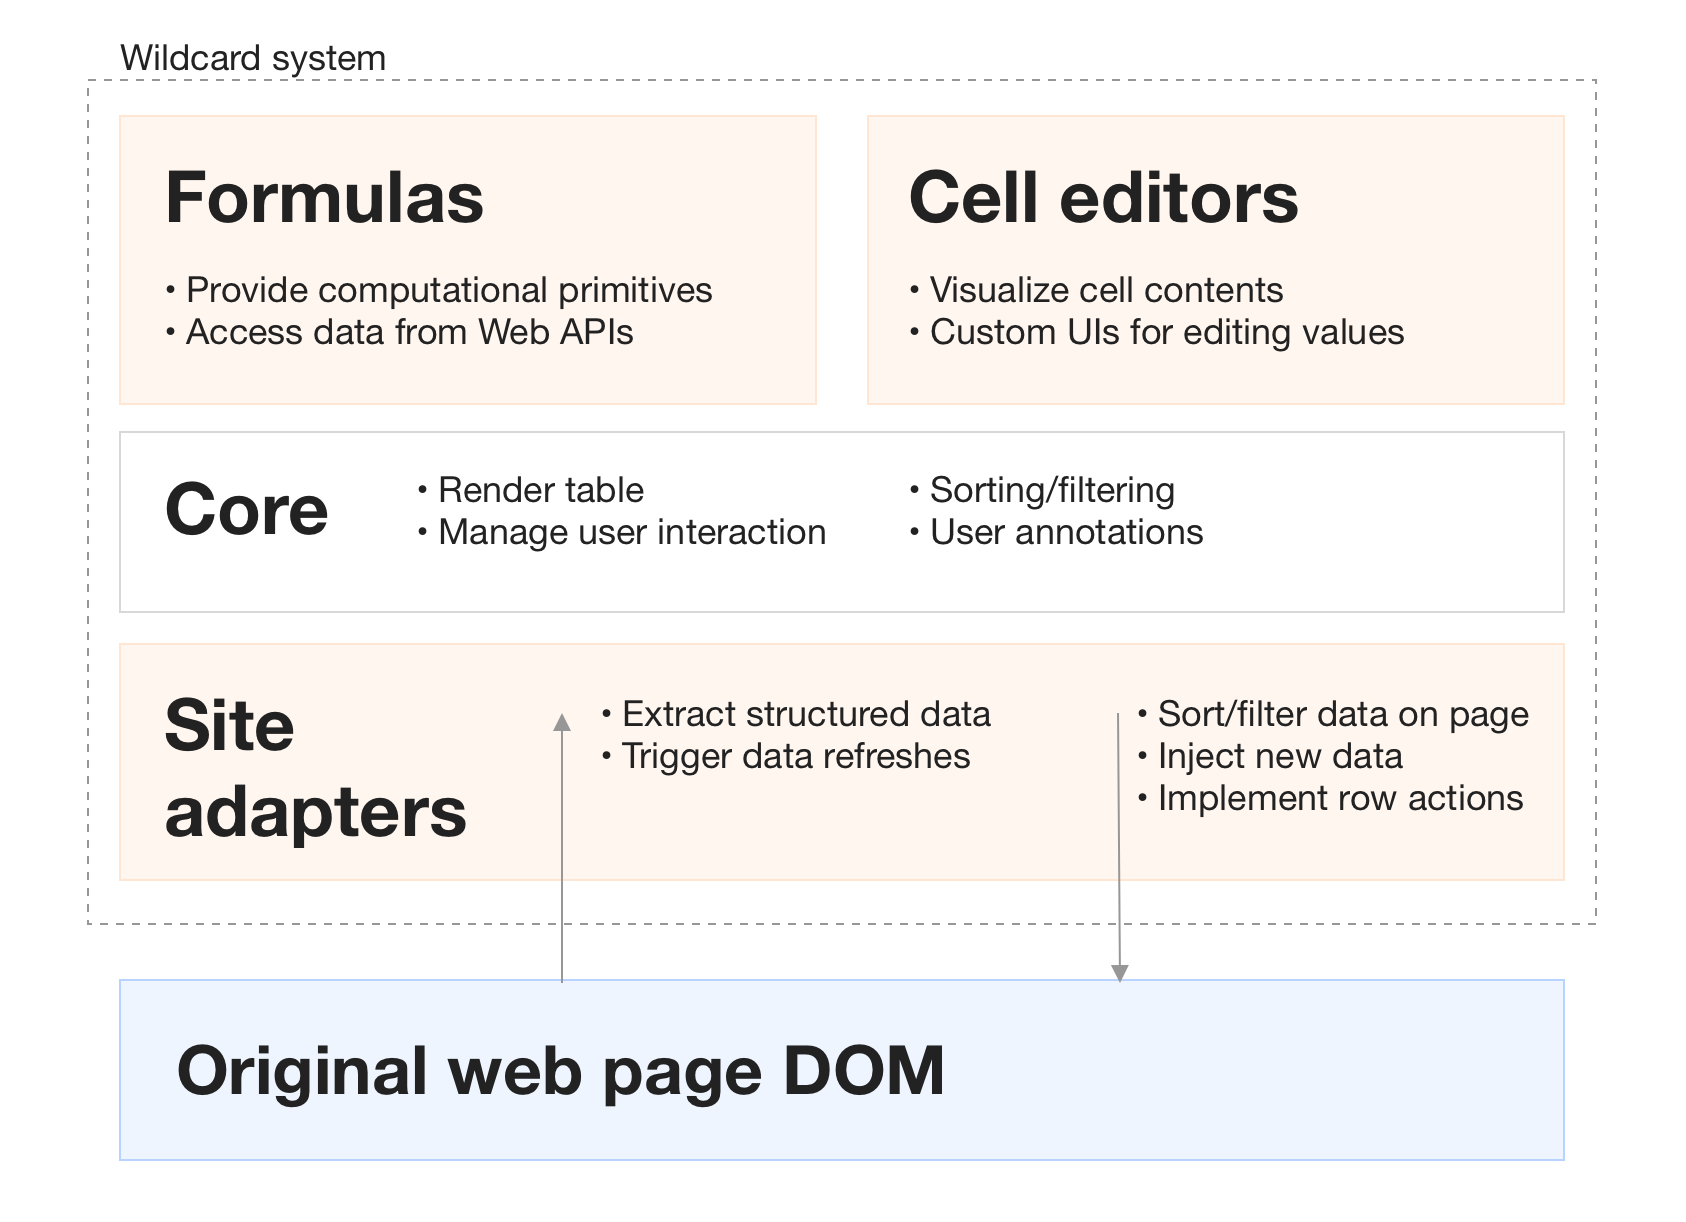 Wildcard system
Formulas
• Provide computational primitives
• Access data from Web APIs
Cell editors
• Visualize cell contents
• Custom UIs for editing values
Core
• Render table
• Manage user interaction
• Sorting/filtering
• User annotations
Site
adapters
• Extract structured data
• Trigger data refreshes
• Sort/filter data on page
• Inject new data
• Implement row actions
Original web page DOM